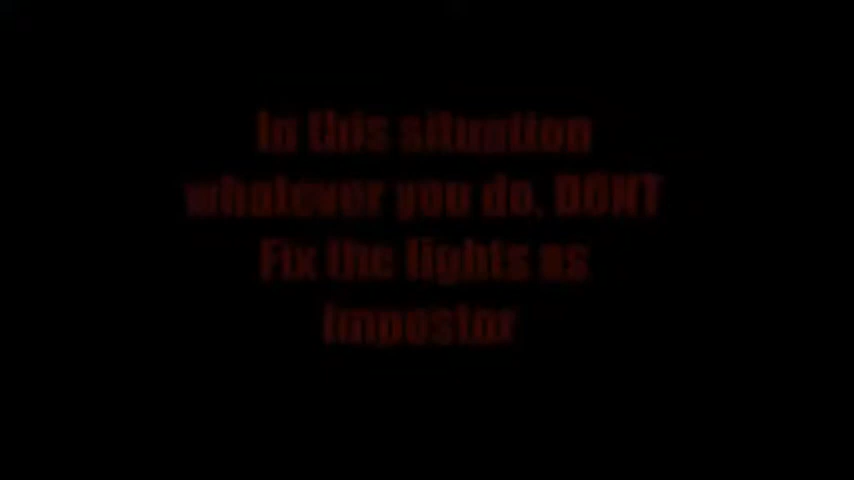 In this situation
whatever you do, DONT
Fix the lights as
impostor